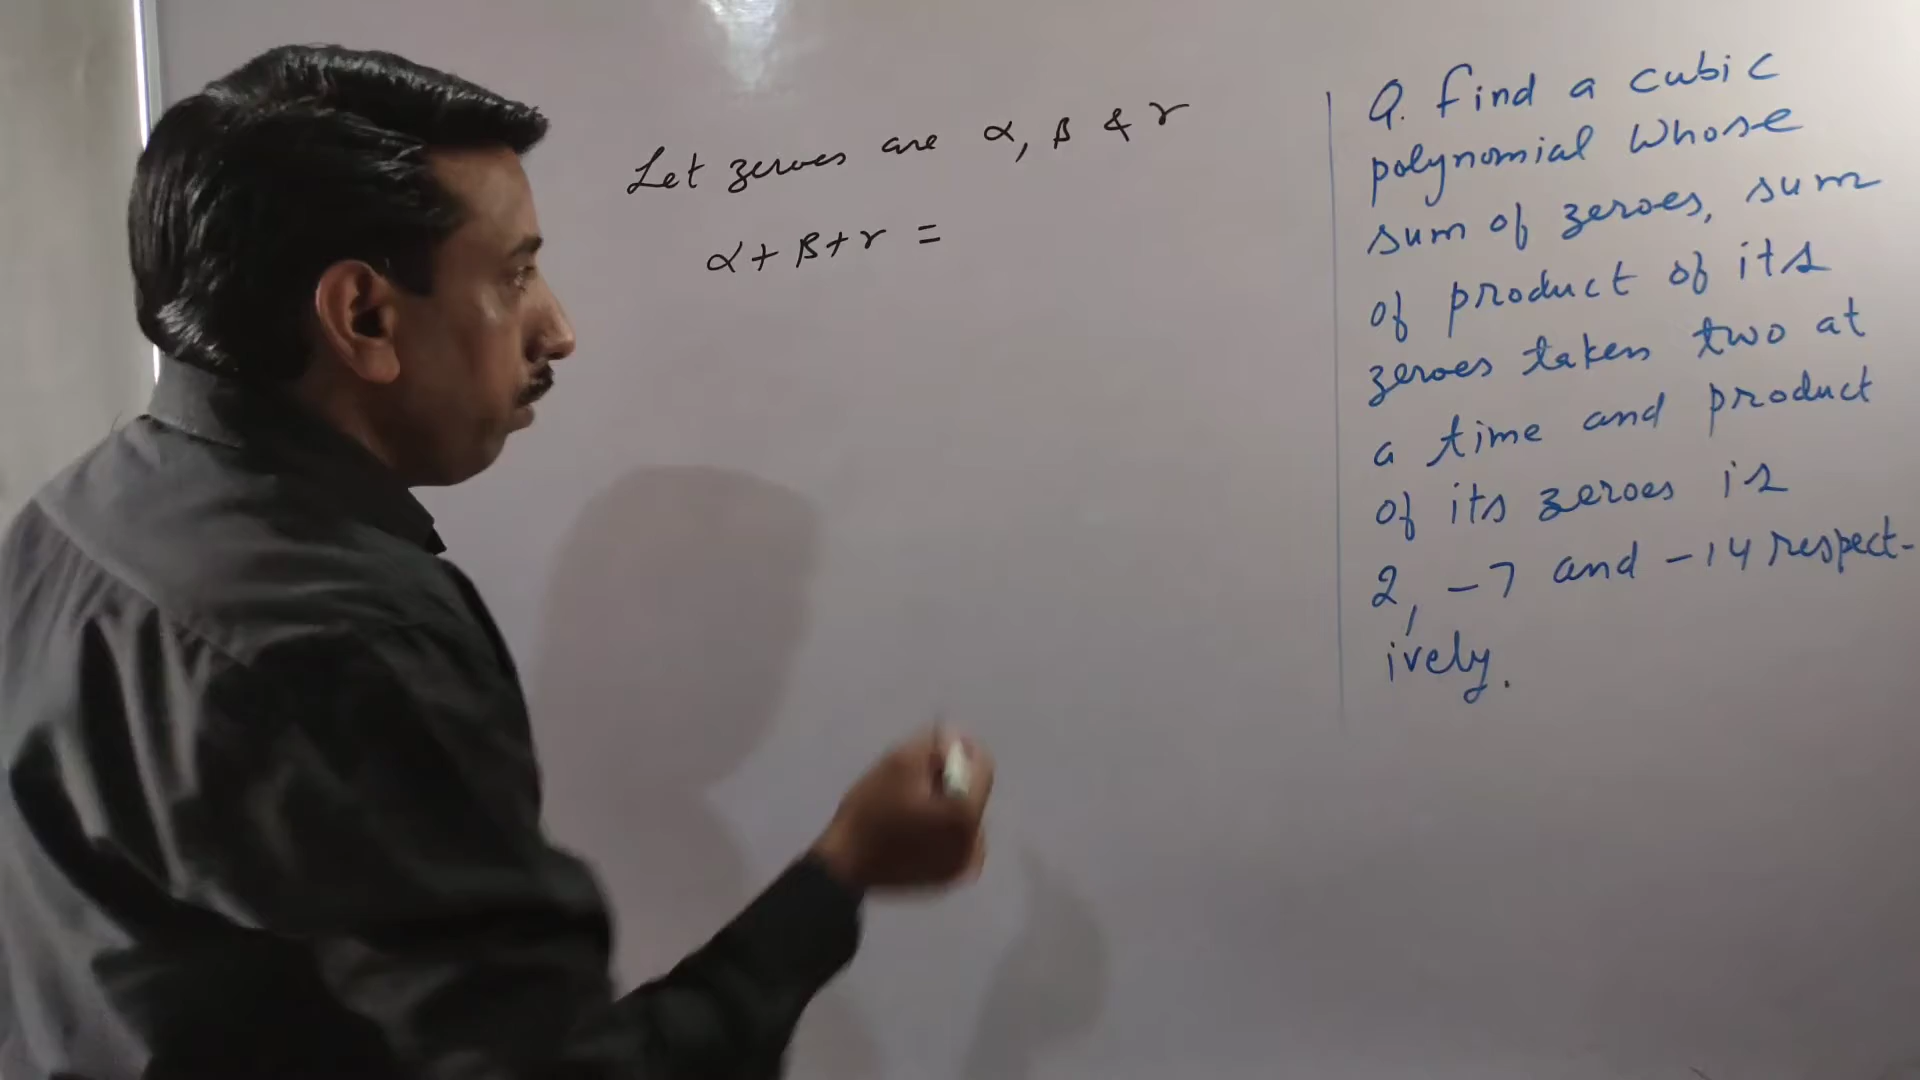 Let zeroes are α, β & γ
α + β + γ =
Q. Find a cubic
polynomial whose
sum of zeroes, sum
of product of its
zeroes taken two at
a time and product
of its zeroes is
2, -7 and -14 respect-
ively.